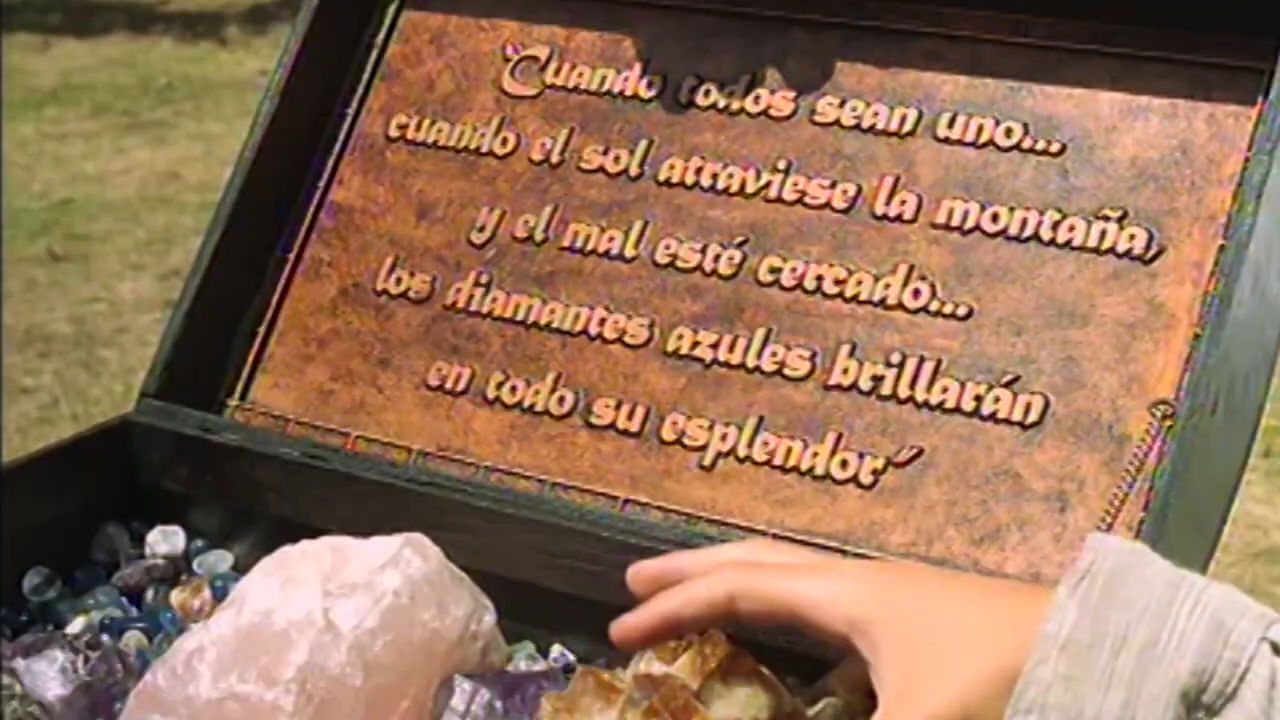 "Cuando todos sean uno...
cuando el sol atraviese la montaña,
y el mal esté cercado...
los diamantes azules brillarán
en todo su esplendor"